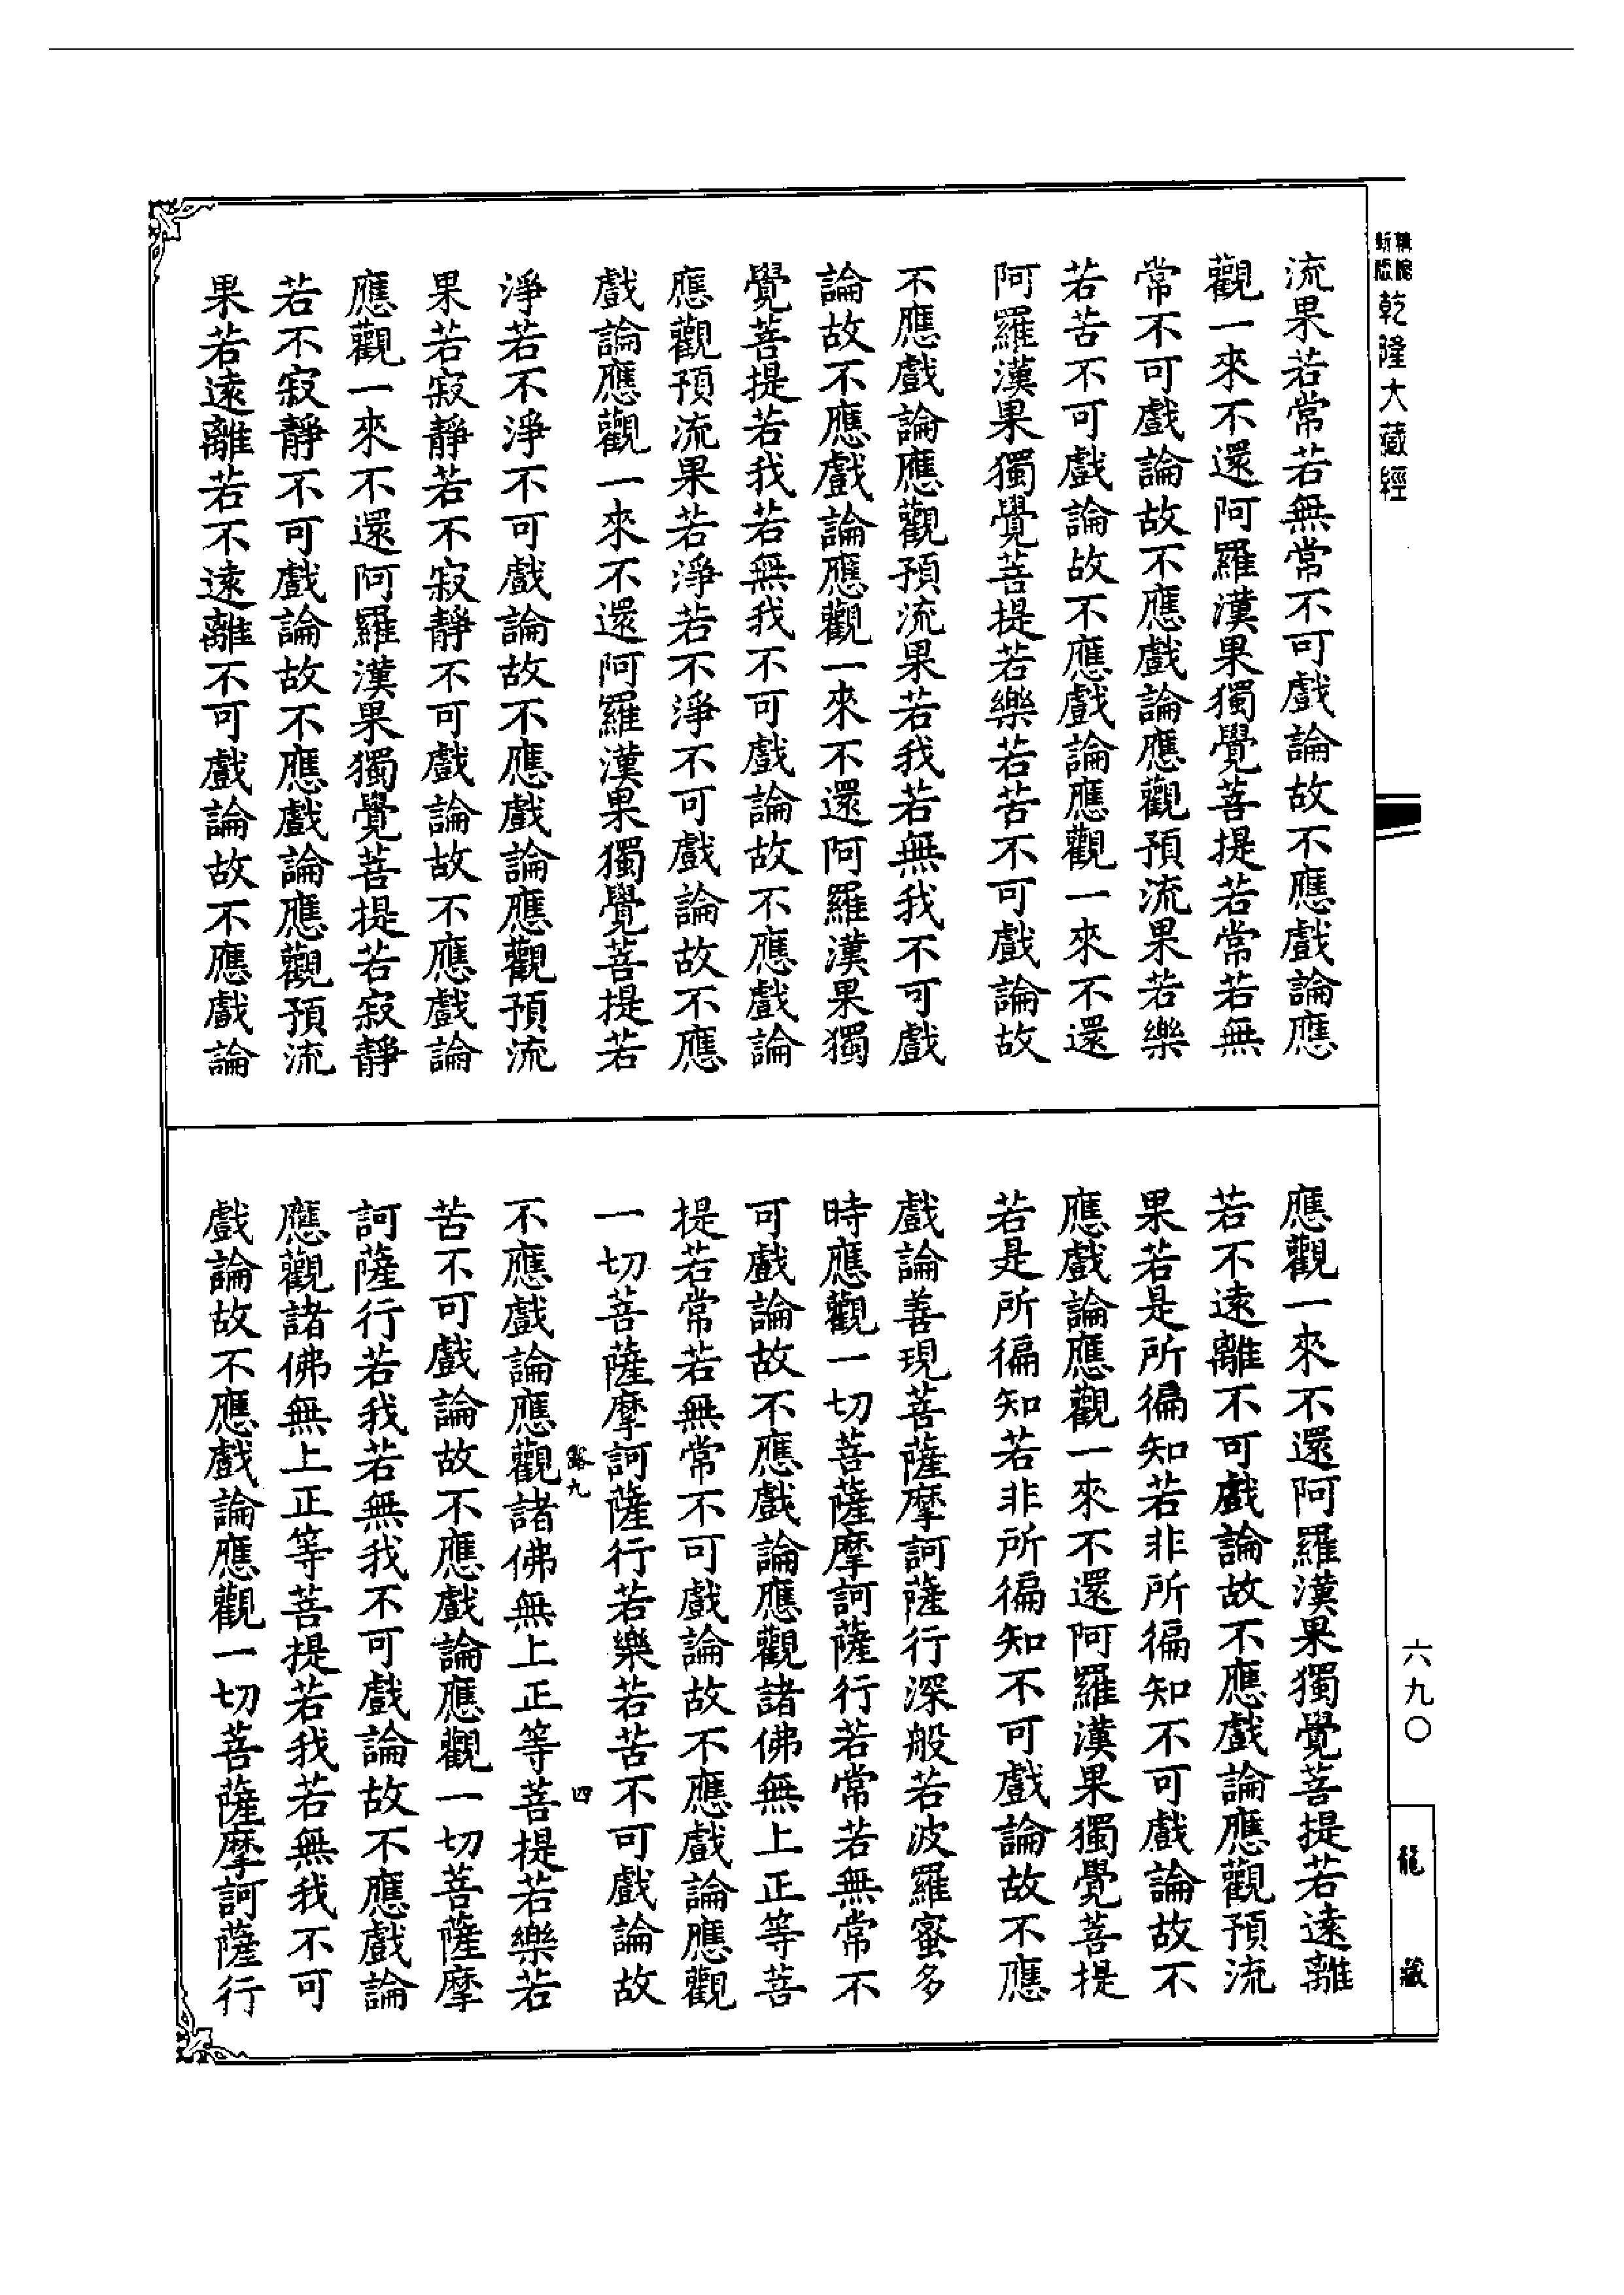 乾隆大藏經
流果若常若無常不可戲論故不應戲論應
觀一來不還阿羅漢果獨覺菩提若常若無
常不可戲論故不應戲論應觀預流果若樂
若苦不可戲論故不應戲論應觀一來不還
阿羅漢果獨覺菩提若樂若苦不可戲論故
不應戲論應觀預流果若我若無我不可戲
論故不應戲論應觀一來不還阿羅漢果獨
覺菩提若我若無我不可戲論故不應戲論
應觀預流果若淨若不淨不可戲論故不應
戲論應觀一來不還阿羅漢果獨覺菩提若
淨若不淨不可戲論故不應戲論應觀預流
果若寂靜若不寂靜不可戲論故不應戲論
應觀一來不還阿羅漢果獨覺菩提若寂靜
若不寂靜不可戲論故不應戲論應觀預流
果若遠離若不遠離不可戲論故不應戲論
應觀一來不還阿羅漢果獨覺菩提若遠離
若不遠離不可戲論故不應戲論應觀預流
果若是所徧知若非所徧知不可戲論故不
應戲論應觀一來不還阿羅漢果獨覺菩提
若是所徧知若非所徧知不可戲論故不應
戲論善現菩薩摩訶薩行深般若波羅蜜多
時應觀一切菩薩摩訶薩行若常若無常不
可戲論故不應戲論應觀諸佛無上正等菩
提若常若無常不可戲論故不應戲論應觀
一切菩薩摩訶薩行若樂若苦不可戲論故
九 四
不應戲論應觀諸佛無上正等菩提若樂若
苦不可戲論故不應戲論應觀一切菩薩摩
訶薩行若我若無我不可戲論故不應戲論
應觀諸佛無上正等菩提若我若無我不可
戲論故不應戲論應觀一切菩薩摩訶薩行
六九〇
龍藏